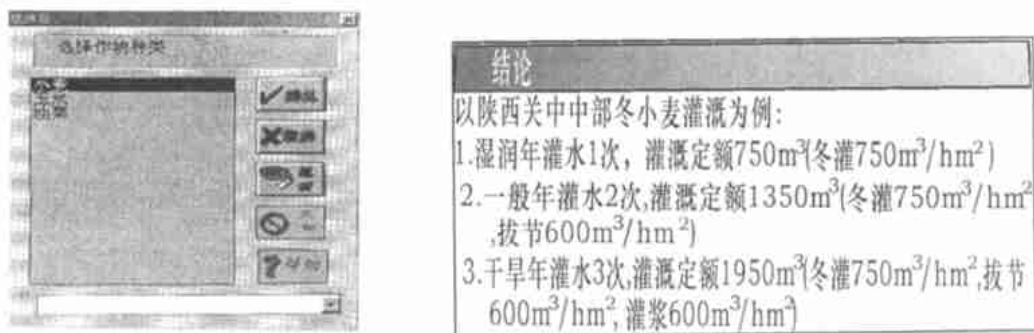 选择作物种类
结论
以陕西关中中部冬小麦灌溉为例:
1.湿润年灌水1次, 灌溉定额750m³(冬灌750m³/hm²)
2.一般年灌水2次,灌溉定额1350m³(冬灌750m³/hm²
,拔节600m³/hm²)
3.干旱年灌水3次,灌溉定额1950m³(冬灌750m³/hm²,拔节
600m³/hm², 灌浆600m³/hm²)